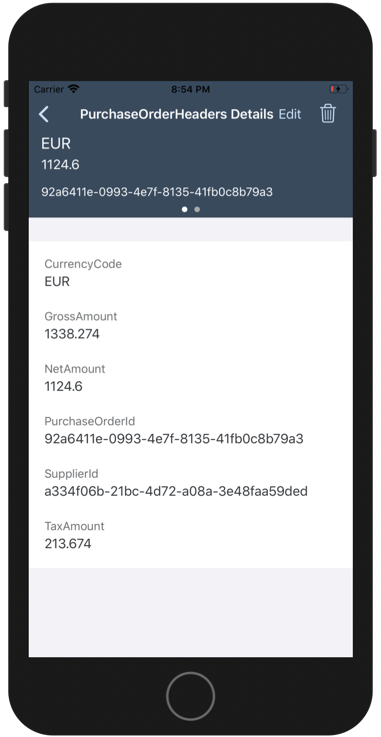 Carrier 8:54 PM
PurchaseOrderHeaders Details Edit
EUR
1124.6
92a6411e-0993-4e7f-8135-41fb0c8b79a3
CurrencyCode
EUR
GrossAmount
1338.274
NetAmount
1124.6
PurchaseOrderId
92a6411e-0993-4e7f-8135-41fb0c8b79a3
SupplierId
a334f06b-21bc-4d72-a08a-3e48faa59ded
TaxAmount
213.674